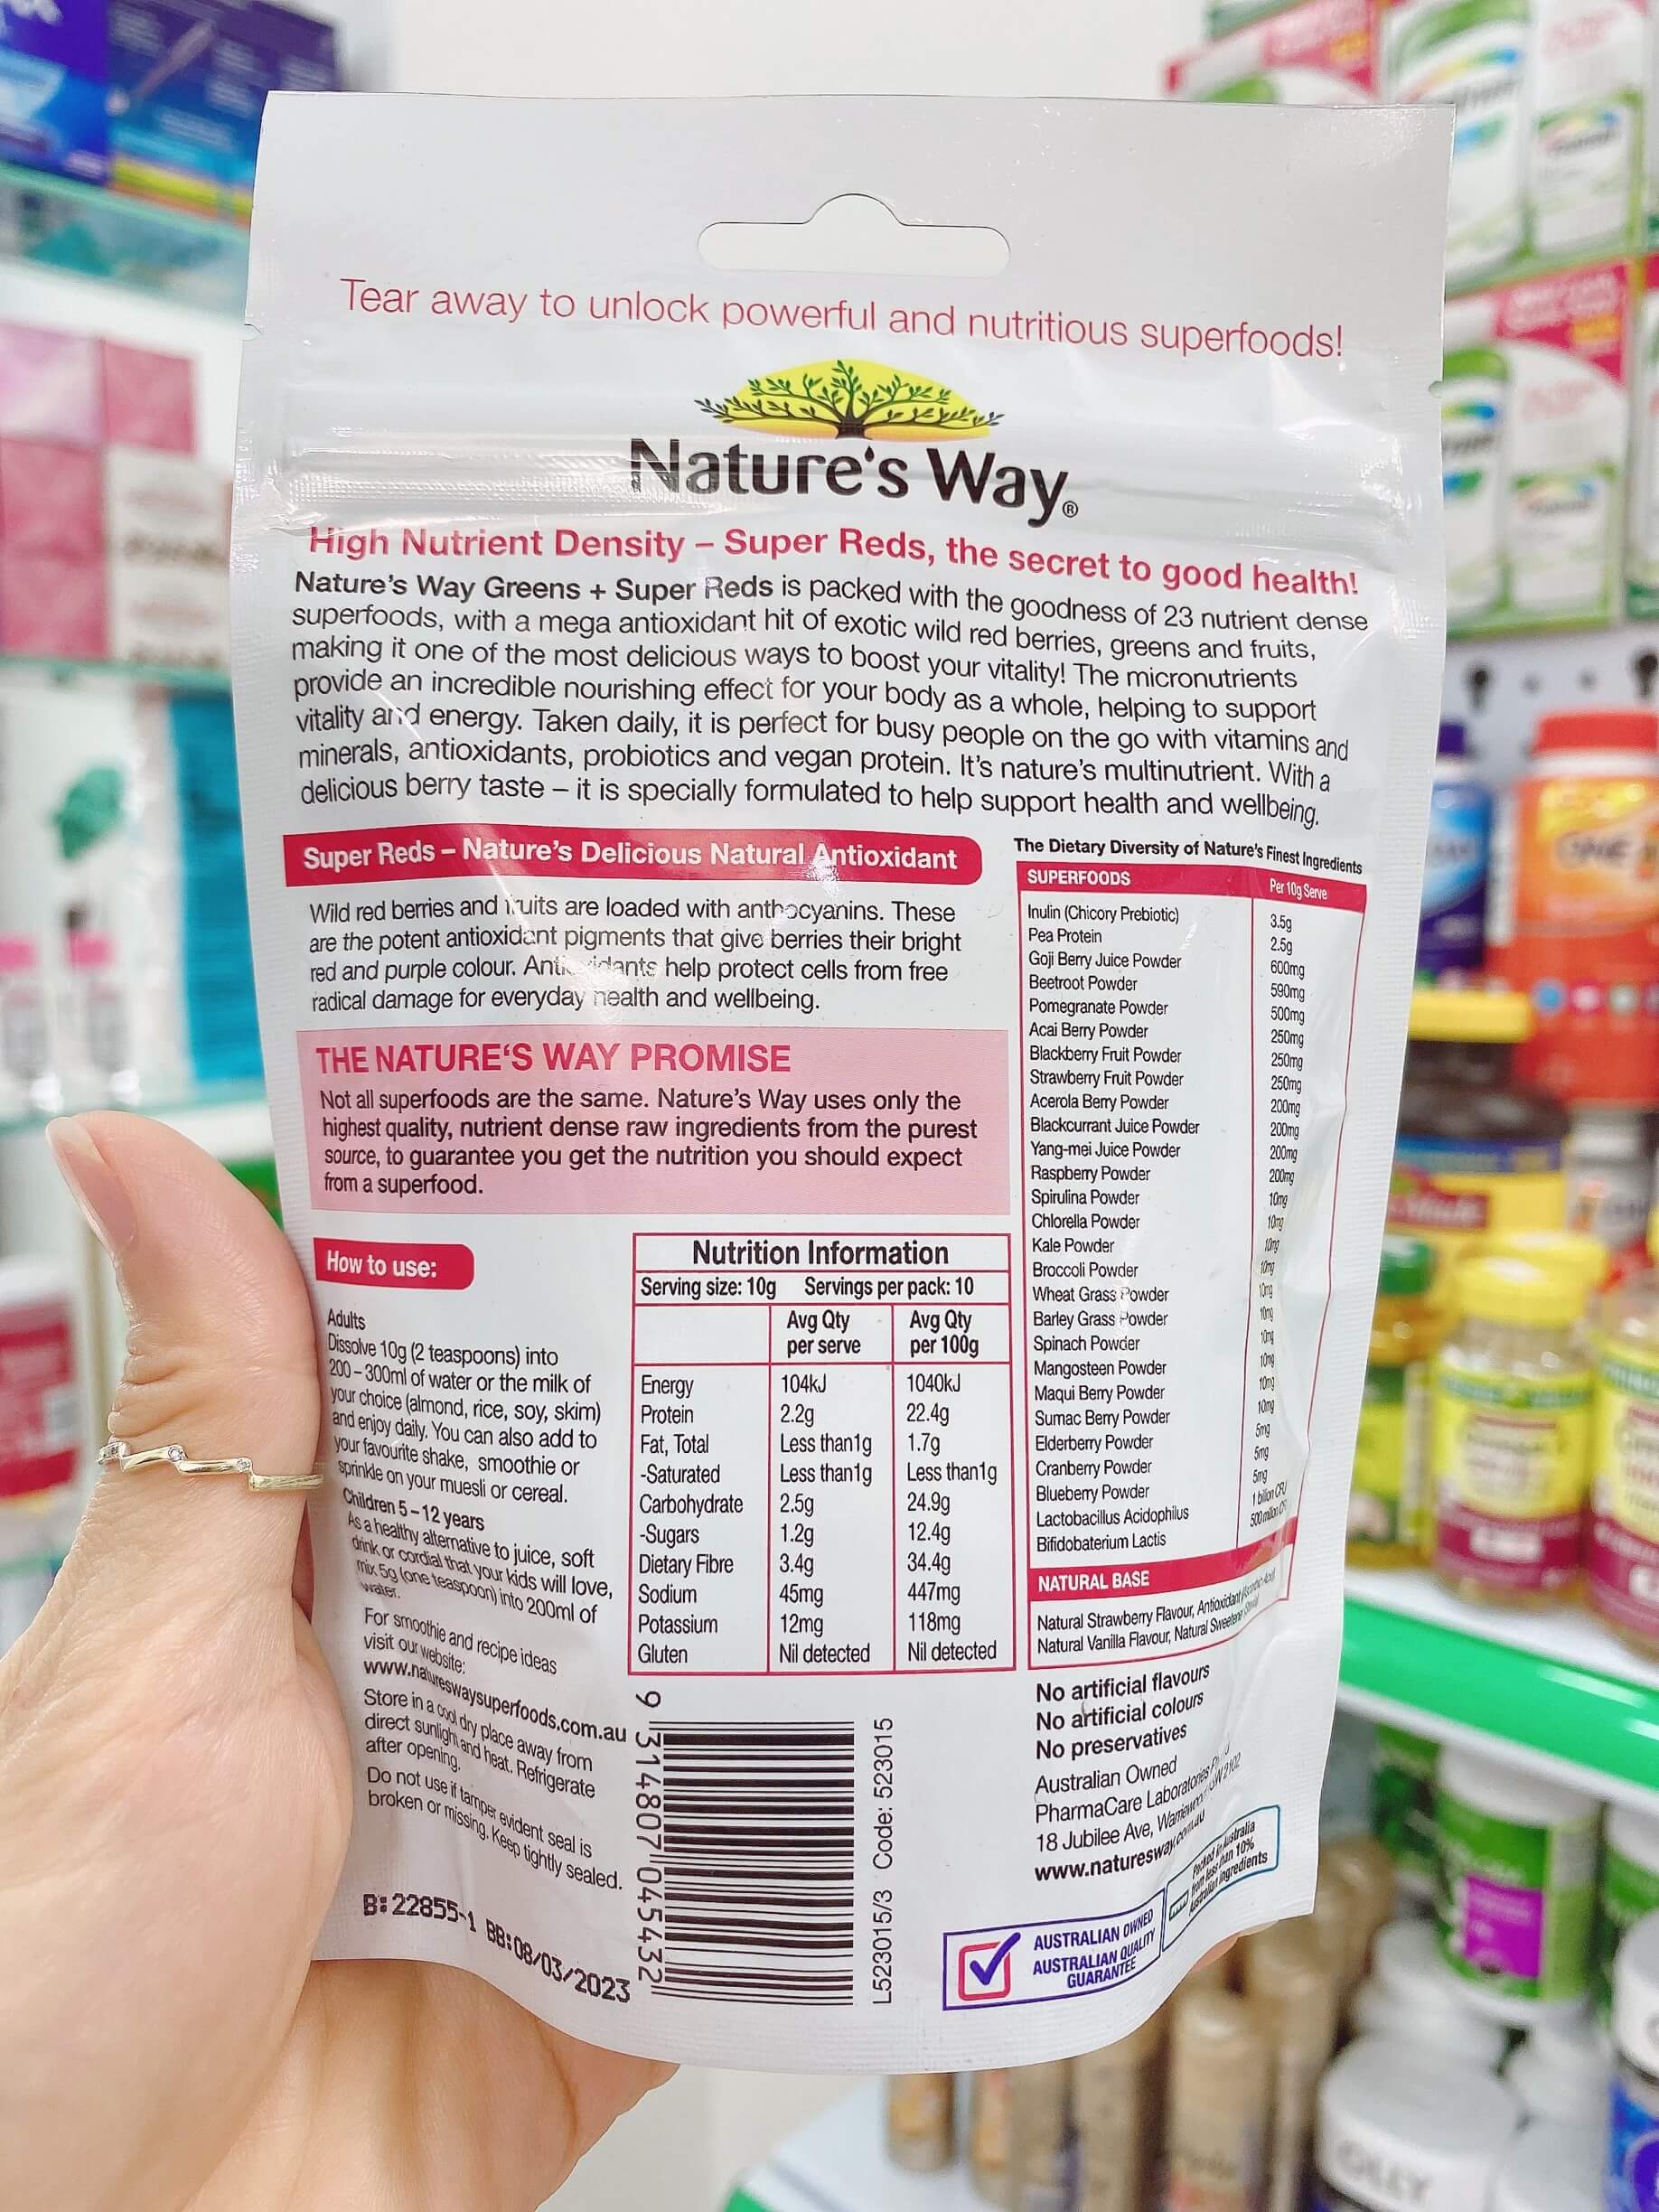 Tear away to unlock powerful and nutritious superfoods!
Nature's Way®
High Nutrient Density – Super Reds, the secret to good health!
Nature's Way Greens + Super Reds is packed with the goodness of 23 nutrient dense
superfoods, with a mega antioxidant hit of exotic wild red berries, greens and fruits,
making it one of the most delicious ways to boost your vitality! The micronutrients
provide an incredible nourishing effect for your body as a whole, helping to support
vitality and energy. Taken daily, it is perfect for busy people on the go with vitamins and
minerals, antioxidants, probiotics and vegan protein. It's nature's multinutrient. With a
delicious berry taste – it is specially formulated to help support health and wellbeing.
Super Reds – Nature's Delicious Natural Antioxidant
Wild red berries and fruits are loaded with anthocyanins. These
are the potent antioxidant pigments that give berries their bright
red and purple colour. Antioxidants help protect cells from free
radical damage for everyday health and wellbeing.
THE NATURE'S WAY PROMISE
Not all superfoods are the same. Nature's Way uses only the
highest quality, nutrient dense raw ingredients from the purest
source, to guarantee you get the nutrition you should expect
from a superfood.
How to use:
Adults
Dissolve 10g (2 teaspoons) into
200–300ml of water or the milk of
your choice (almond, rice, soy, skim)
and enjoy daily. You can also add to
your favourite shake, smoothie or
sprinkle on your muesli or cereal.
Children 5–12 years
As a healthy alternative to juice, soft
drink or cordial that your kids will love,
mix 5g (one teaspoon) into 200ml of
water.
For smoothie and recipe ideas
visit our website:
www.natureswaysuperfoods.com.au
Store in a cool dry place away from
direct sunlight and heat. Refrigerate
after opening.
Do not use if tamper evident seal is
broken or missing. Keep tightly sealed.
B: 22855-1 BB: 08/03/2023
Nutrition Information
Serving size: 10g Servings per pack: 10
Avg Qty per serve Avg Qty per 100g
Energy 104kJ 1040kJ
Protein 2.2g 22.4g
Fat, Total Less than1g 1.7g
-Saturated Less than1g Less than1g
Carbohydrate 2.5g 24.9g
-Sugars 1.2g 12.4g
Dietary Fibre 3.4g 34.4g
Sodium 45mg 447mg
Potassium 12mg 118mg
Gluten Nil detected Nil detected
9 314807 045432
L523015/3 Code: 523015
The Dietary Diversity of Nature's Finest Ingredients
SUPERFOODS Per 10g Serve
Inulin (Chicory Prebiotic) 3.5g
Pea Protein 2.5g
Goji Berry Juice Powder 600mg
Beetroot Powder 590mg
Pomegranate Powder 500mg
Acai Berry Powder 250mg
Blackberry Fruit Powder 250mg
Strawberry Fruit Powder 250mg
Acerola Berry Powder 200mg
Blackcurrant Juice Powder 200mg
Yang-mei Juice Powder 200mg
Raspberry Powder 200mg
Spirulina Powder 10mg
Chlorella Powder 10mg
Kale Powder 10mg
Broccoli Powder 10mg
Wheat Grass Powder 10mg
Barley Grass Powder 10mg
Spinach Powder 10mg
Mangosteen Powder 10mg
Maqui Berry Powder 10mg
Sumac Berry Powder 10mg
Elderberry Powder 5mg
Cranberry Powder 5mg
Blueberry Powder 5mg
Lactobacillus Acidophilus 1 billion CFU
Bifidobaterium Lactis 500 million CFU
NATURAL BASE
Natural Strawberry Flavour, Antioxidant (Ascorbic Acid)
Natural Vanilla Flavour, Natural Sweetener
No artificial flavours
No artificial colours
No preservatives
Australian Owned
PharmaCare Laboratories
18 Jubilee Ave, Warriewood NSW 2102
www.naturesway.com.au
AUSTRALIAN OWNED
AUSTRALIAN QUALITY
GUARANTEE
Packed in Australia
from less than 10%
Australian ingredients
ONE
OLLY